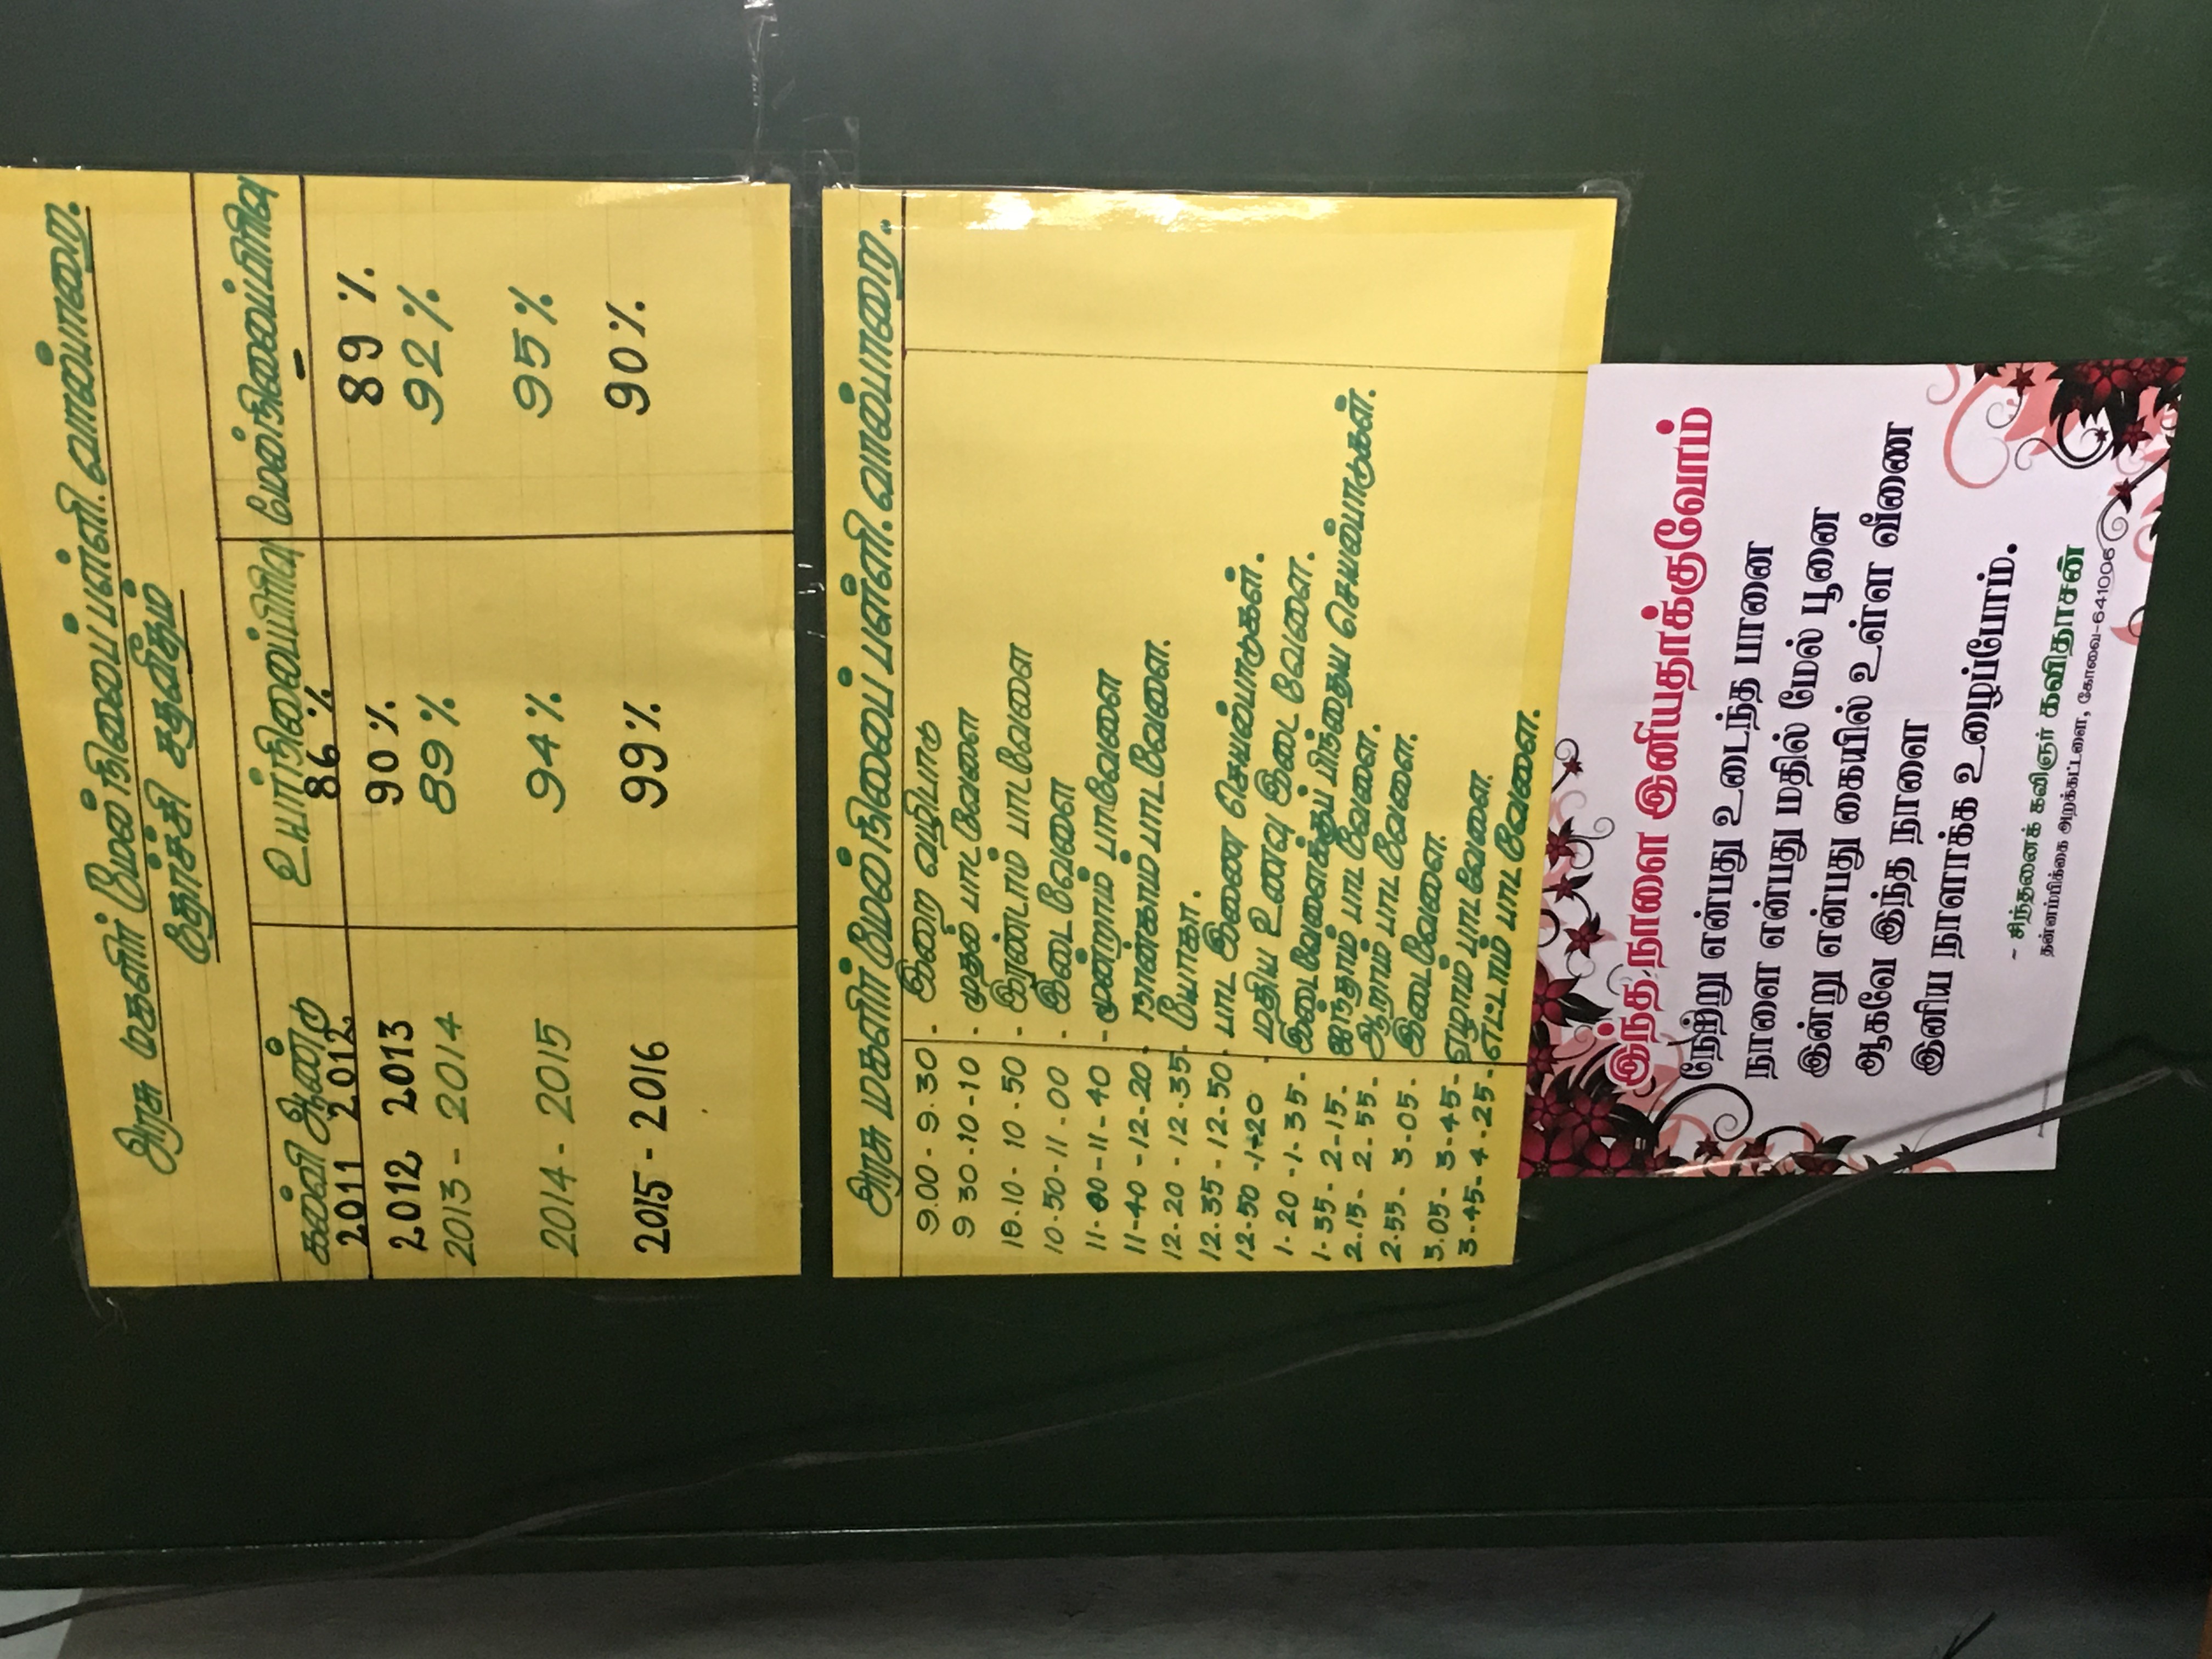 அரசு மகளிர் மேல்நிலைப் பள்ளி. வால்பாறை.
தேர்ச்சி சதவீதம்
கல்வி ஆண்டு உயர்நிலைப்பிரிவு மேல்நிலைப்பிரிவு
2011 2012 86 % 89 %
2012 2013 90 % 92 %
2013 - 2014 89 %
2014 - 2015 94 % 95 %
2015 - 2016 99 % 90 %
அரசு மகளிர் மேல்நிலைப் பள்ளி. வால்பாறை.
9.00 - 9.30 - இறை வழிபாடு
9 30 - 10 - 10 - முதல் பாட வேளை
10 - 10 - 10 - 50 - இரண்டாம் பாடவேளை
10 - 50 - 11 - 00 - இடைவேளை
11 - 00 - 11 - 40 - மூன்றாம் பாவேளை
11 - 40 - 12 - 20 - நான்காம் பாடவேளை.
12 - 20 - 12 - 35 - யோகா.
12. 35 - 12 - 50 - பாட இணை செயல்பாடுகள்.
12 - 50 - 1-20 - மதிய உணவு இடைவேளை.
1 - 20 - 1 - 35 - இடைவேளைக்குப் பிந்தைய செயல்பாடுகள்.
1 - 35 - 2 - 15 - ஐந்தாம் பாடவேளை.
2. 15 - 2 - 55 - ஆறாம் பாடவேளை.
2 - 55 - 3 - 05 - இடைவேளை.
3. 05 - 3 - 45 - ஏழாம் பாடவேளை.
3 - 45 - 4 - 25 - எட்டாம் பாடவேளை.
இந்த நாளை இனியதாக்குவோம்
நேற்று என்பது உடைந்த பானை
நாளை என்பது மதில் மேல் பூனை
இன்று என்பது கையில் உள்ள வீணை
ஆகவே இந்த நாளை
இனிய நாளாக்க உழைப்போம்.
~ சிந்தனைக் கவிஞர் கவிதாசன்
தன்னம்பிக்கை அறக்கட்டளை, கோவை-641006